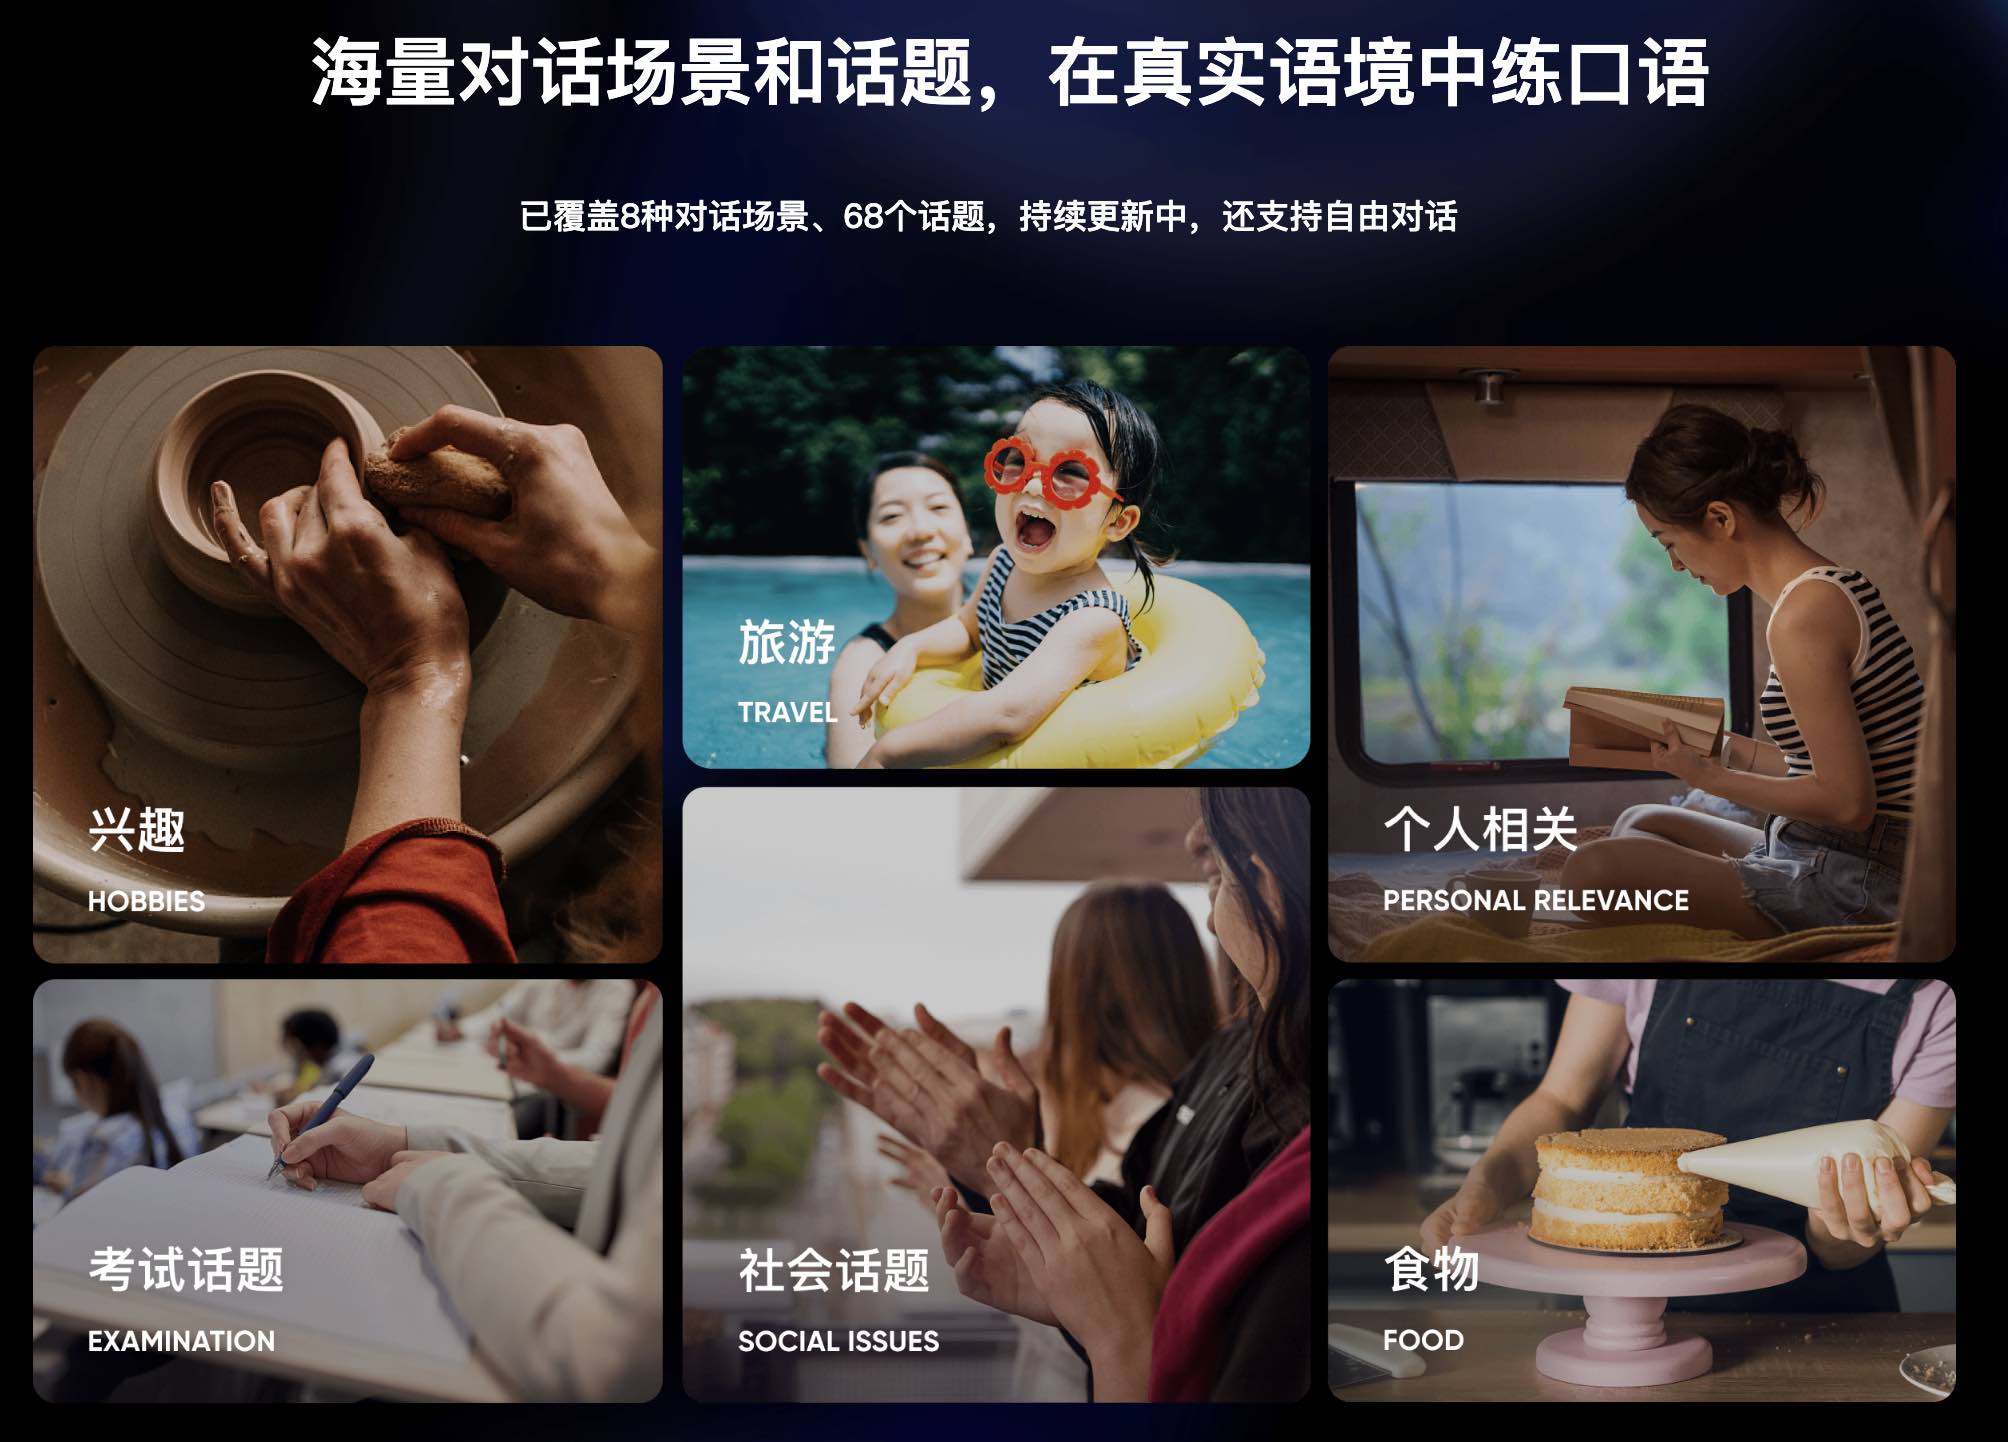 海量对话场景和话题，在真实语境中练口语
已覆盖8种对话场景、68个话题，持续更新中，还支持自由对话
兴趣
HOBBIES
旅游
TRAVEL
个人相关
PERSONAL RELEVANCE
考试话题
EXAMINATION
社会话题
SOCIAL ISSUES
食物
FOOD